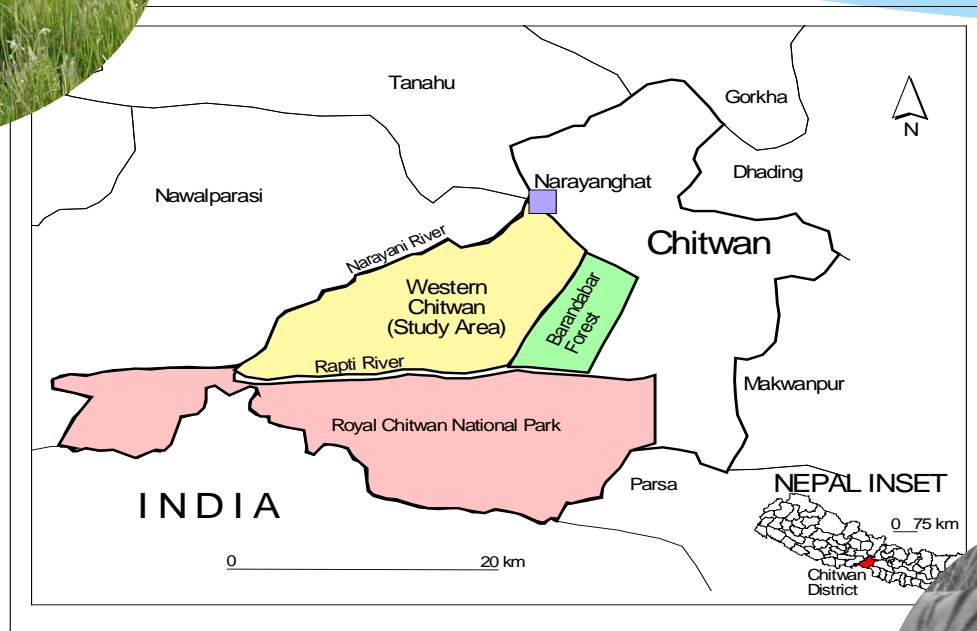 Tanahu
Gorkha
N
Dhading
Narayanghat
Nawalparasi
Chitwan
Narayani River
Western
Chitwan
(Study Area)
Barandabar
Forest
Rapti River
Makwanpur
Royal Chitwan National Park
Parsa
NEPAL INSET
INDIA
0 75 km
0 20 km
Chitwan
District